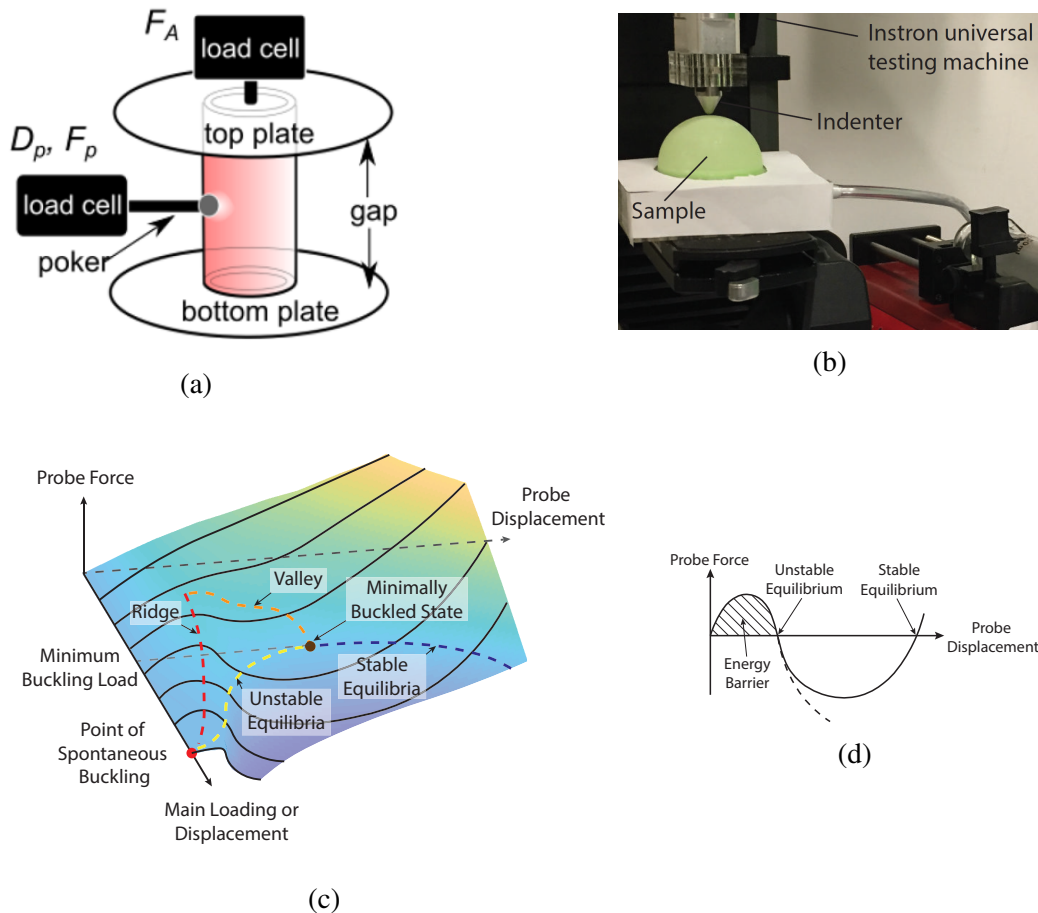 F_A
load cell
top plate
D_p, F_p
load cell
gap
poker
bottom plate
(a)
Instron universal
testing machine
Indenter
Sample
(b)
Probe Force
Probe
Displacement
Valley
Minimally
Buckled State
Ridge
Minimum
Buckling Load
Stable
Equilibria
Unstable
Equilibria
Point of
Spontaneous
Buckling
Main Loading or
Displacement
(c)
Probe Force
Unstable
Equilibrium
Stable
Equilibrium
Probe
Displacement
Energy
Barrier
(d)